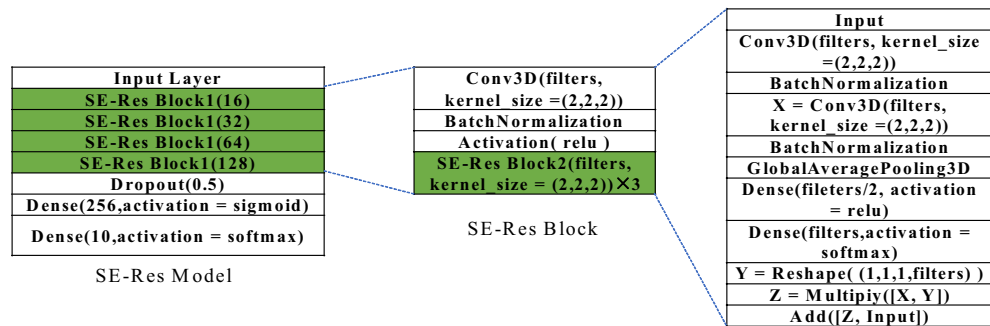 Input Layer
SE-Res Block1(16)
SE-Res Block1(32)
SE-Res Block1(64)
SE-Res Block1(128)
Dropout(0.5)
Dense(256,activation = sigmoid)
Dense(10,activation = softmax)
SE-Res Model
Conv3D(filters,
kernel_size =(2,2,2))
BatchNormalization
Activation( relu )
SE-Res Block2(filters,
kernel_size = (2,2,2))×3
SE-Res Block
Input
Conv3D(filters, kernel_size
=(2,2,2))
BatchNormalization
X = Conv3D(filters,
kernel_size =(2,2,2))
BatchNormalization
GlobalAveragePooling3D
Dense(fileters/2, activation
= relu)
Dense(filters,activation =
softmax)
Y = Reshape( (1,1,1,filters) )
Z = Multipiy([X, Y])
Add([Z, Input])